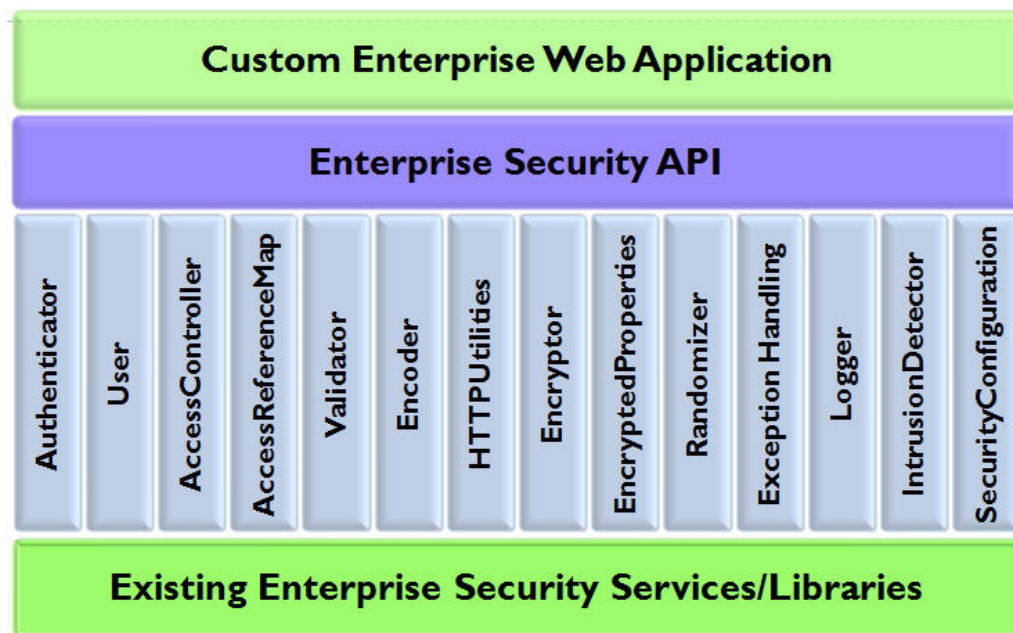 Custom Enterprise Web Application
Enterprise Security API
Authenticator
User
AccessController
AccessReferenceMap
Validator
Encoder
HTTPUtilities
Encryptor
EncryptedProperties
Randomizer
Exception Handling
Logger
IntrusionDetector
SecurityConfiguration
Existing Enterprise Security Services/Libraries